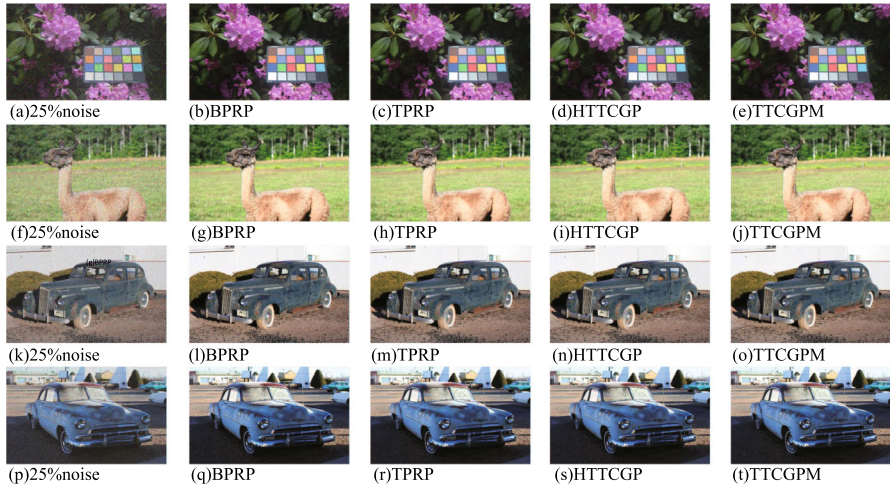 (a)25%noise (b)BPRP (c)TPRP (d)HTTCGP (e)TTCGPM
(f)25%noise (g)BPRP (h)TPRP (i)HTTCGP (j)TTCGPM
(g)BPRP
(k)25%noise (l)BPRP (m)TPRP (n)HTTCGP (o)TTCGPM
(p)25%noise (q)BPRP (r)TPRP (s)HTTCGP (t)TTCGPM